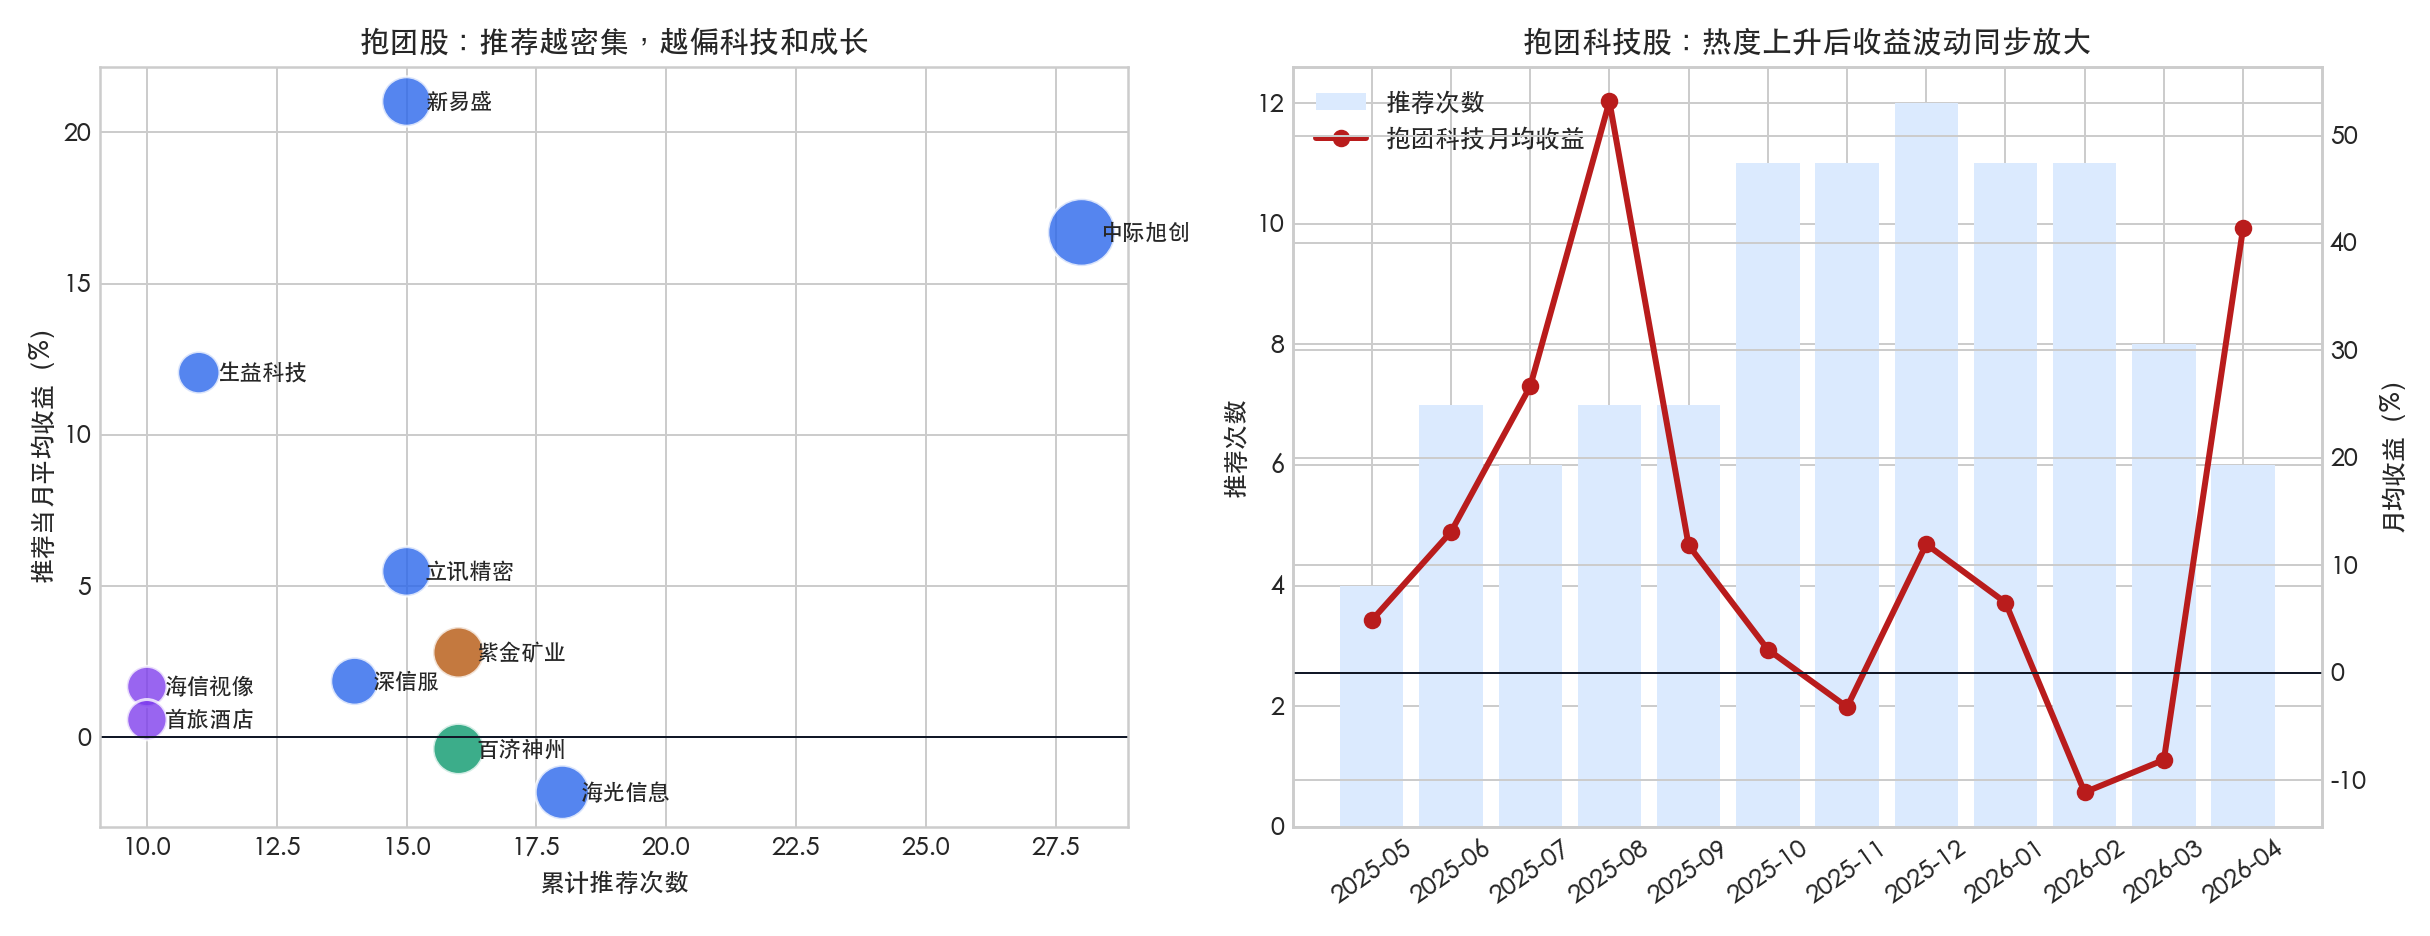 抱团股：推荐越密集，越偏科技和成长
推荐当月平均收益（%）
20
15
10
5
0
新易盛
中际旭创
生益科技
立讯精密
紫金矿业
深信服
海信视像
首旅酒店
百济神州
海光信息
10.0 12.5 15.0 17.5 20.0 22.5 25.0 27.5
累计推荐次数
抱团科技股：热度上升后收益波动同步放大
推荐次数
抱团科技月均收益
推荐次数
12
10
8
6
4
2
0
50
40
30
20
10
0
-10
月均收益（%）
2025-05 2025-06 2025-07 2025-08 2025-09 2025-10 2025-11 2025-12 2026-01 2026-02 2026-03 2026-04